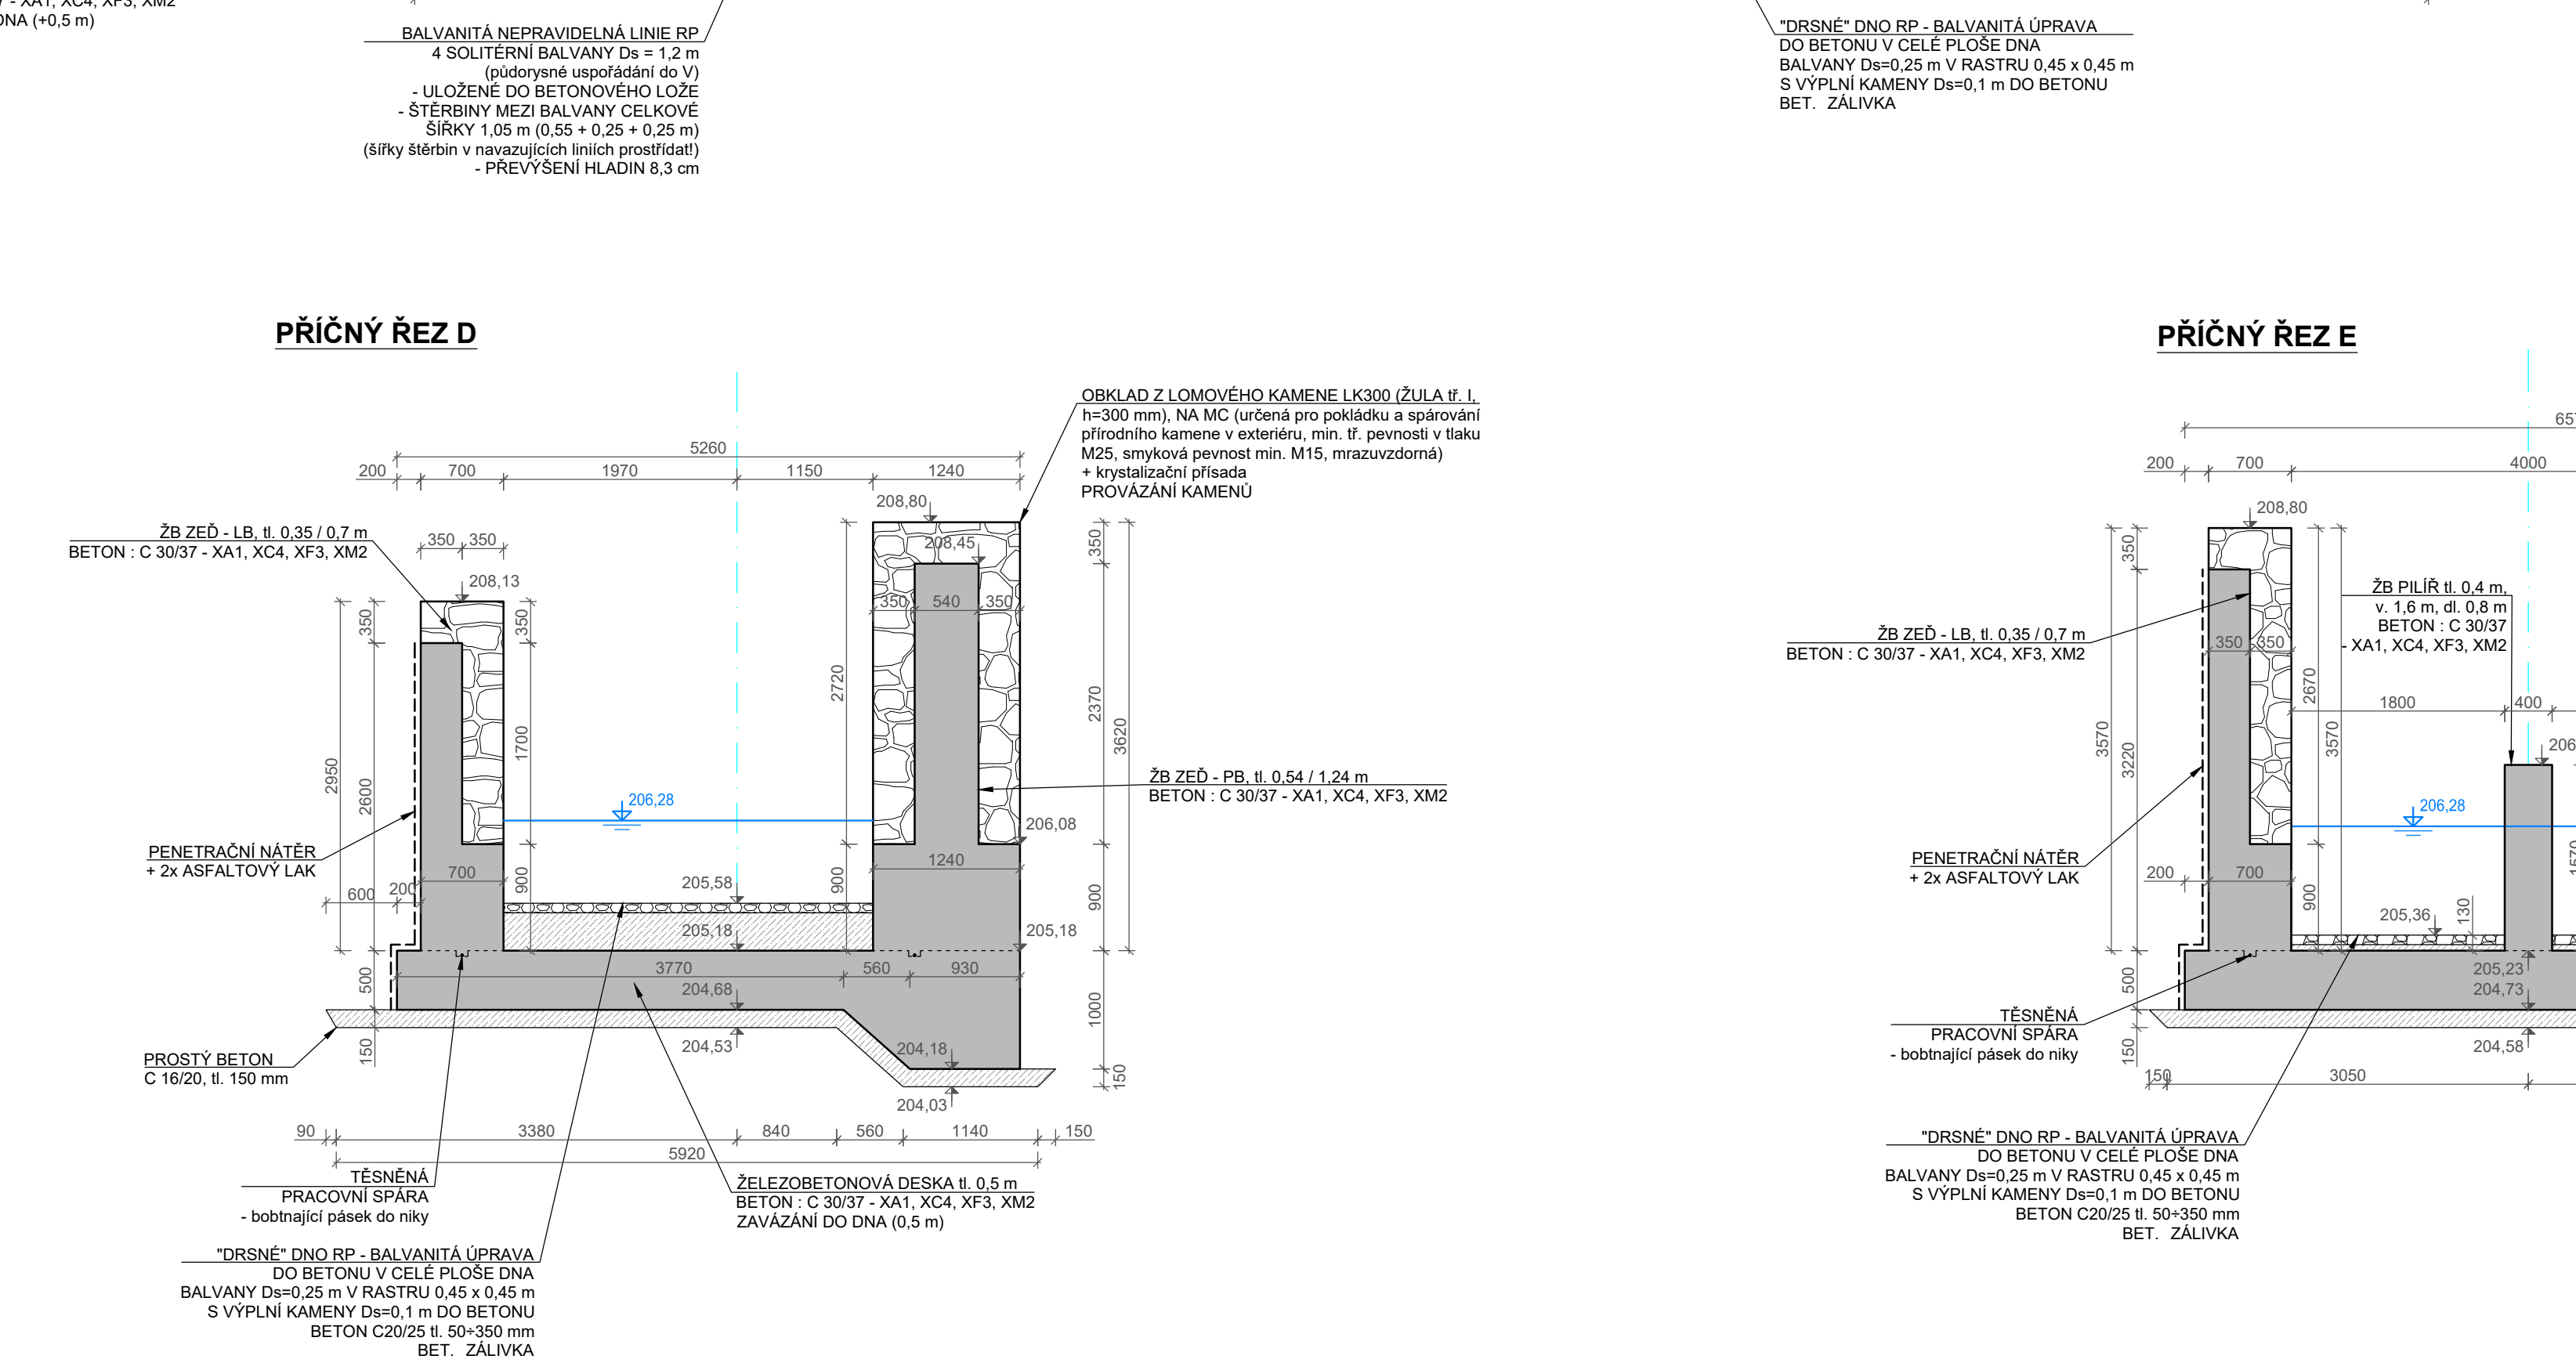 DNA (+0,5 m)
BALVANITÁ NEPRAVIDELNÁ LINIE RP
4 SOLITÉRNÍ BALVANY Ds = 1,2 m
(půdorysné uspořádání do V)
- ULOŽENÉ DO BETONOVÉHO LOŽE
- ŠTĚRBINY MEZI BALVANY CELKOVÉ
ŠÍŘKY 1,05 m (0,55 + 0,25 + 0,25 m)
(šířky štěrbin v navazujících liniích prostřídat!)
- PŘEVÝŠENÍ HLADIN 8,3 cm
"DRSNÉ" DNO RP - BALVANITÁ ÚPRAVA
DO BETONU V CELÉ PLOŠE DNA
BALVANY Ds=0,25 m V RASTRU 0,45 x 0,45 m
S VÝPLNÍ KAMENY Ds=0,1 m DO BETONU
BET. ZÁLIVKA
PŘÍČNÝ ŘEZ D
OBKLAD Z LOMOVÉHO KAMENE LK300 (ŽULA tř. I,
h=300 mm), NA MC (určená pro pokládku a spárování
přírodního kamene v exteriéru, min. tř. pevnosti v tlaku
M25, smyková pevnost min. M15, mrazuvzdorná)
+ krystalizační přísada
PROVÁZÁNÍ KAMENŮ
5260
200 700 1970 1150 1240
208,80
ŽB ZEĎ - LB, tl. 0,35 / 0,7 m
BETON : C 30/37 - XA1, XC4, XF3, XM2
350 350
208,45
208,13
350 540 350
350
350
350
2950
2600
1700
2720
2370
3620
206,28
ŽB ZEĎ - PB, tl. 0,54 / 1,24 m
BETON : C 30/37 - XA1, XC4, XF3, XM2
206,08
PENETRAČNÍ NÁTĚR
+ 2x ASFALTOVÝ LAK
700
1240
600 200
900
205,58
900
900
205,18
205,18
3770 560 930
500
204,68
1000
PROSTÝ BETON
C 16/20, tl. 150 mm
150
204,53
204,18
150
204,03
90 3380 840 560 1140 150
5920
TĚSNĚNÁ
PRACOVNÍ SPÁRA
- bobtnající pásek do niky
ŽELEZOBETONOVÁ DESKA tl. 0,5 m
BETON : C 30/37 - XA1, XC4, XF3, XM2
ZAVÁZÁNÍ DO DNA (0,5 m)
"DRSNÉ" DNO RP - BALVANITÁ ÚPRAVA
DO BETONU V CELÉ PLOŠE DNA
BALVANY Ds=0,25 m V RASTRU 0,45 x 0,45 m
S VÝPLNÍ KAMENY Ds=0,1 m DO BETONU
BETON C20/25 tl. 50÷350 mm
BET. ZÁLIVKA
PŘÍČNÝ ŘEZ E
200 700 4000
208,80
350
ŽB PILÍŘ tl. 0,4 m,
v. 1,6 m, dl. 0,8 m
BETON : C 30/37
- XA1, XC4, XF3, XM2
ŽB ZEĎ - LB, tl. 0,35 / 0,7 m
BETON : C 30/37 - XA1, XC4, XF3, XM2
350 350
3570
3220
2670
3570
1800 400
206,28
PENETRAČNÍ NÁTĚR
+ 2x ASFALTOVÝ LAK
200 700
900
205,36
130
1570
500
205,23
204,73
TĚSNĚNÁ
PRACOVNÍ SPÁRA
- bobtnající pásek do niky
150
204,58
150 3050
"DRSNÉ" DNO RP - BALVANITÁ ÚPRAVA
DO BETONU V CELÉ PLOŠE DNA
BALVANY Ds=0,25 m V RASTRU 0,45 x 0,45 m
S VÝPLNÍ KAMENY Ds=0,1 m DO BETONU
BETON C20/25 tl. 50÷350 mm
BET. ZÁLIVKA